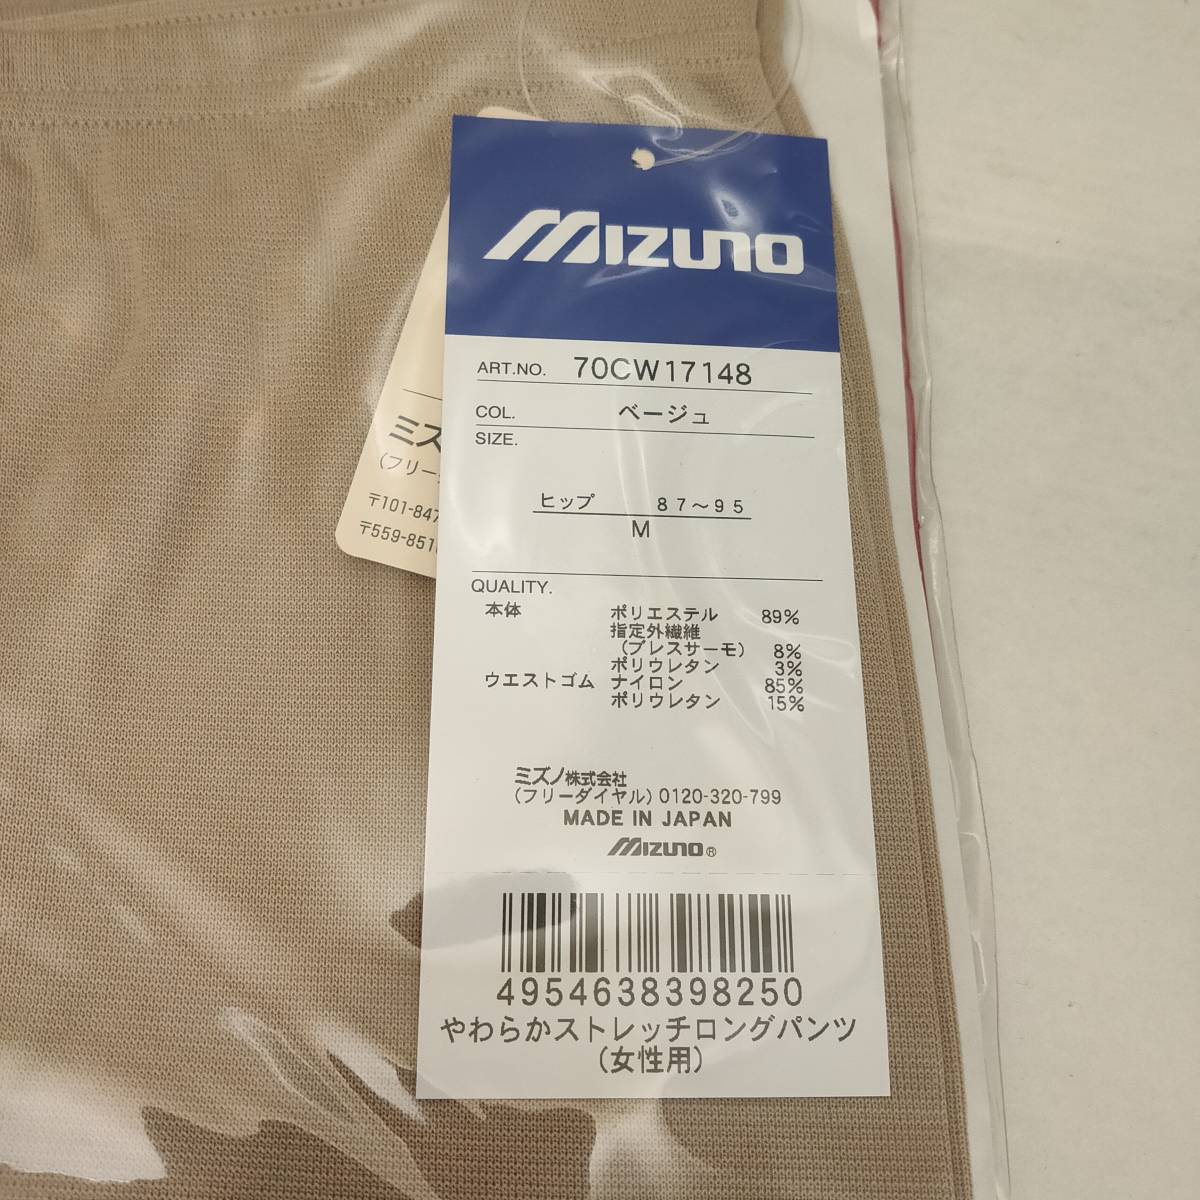 MIZUNO
ART.NO. 70CW17148
COL. ベージュ
SIZE.
ヒップ 87～95
M
QUALITY.
本体 ポリエステル 89%
指定外繊維
(ブレスサーモ) 8%
ポリウレタン 3%
ウエストゴム ナイロン 85%
ポリウレタン 15%
ミズノ株式会社
(フリーダイヤル) 0120-320-799
MADE IN JAPAN
MIZUNO®
4954638398250
やわらかストレッチロングパンツ
(女性用)
ミズ
(フリー
〒101-847
〒559-851